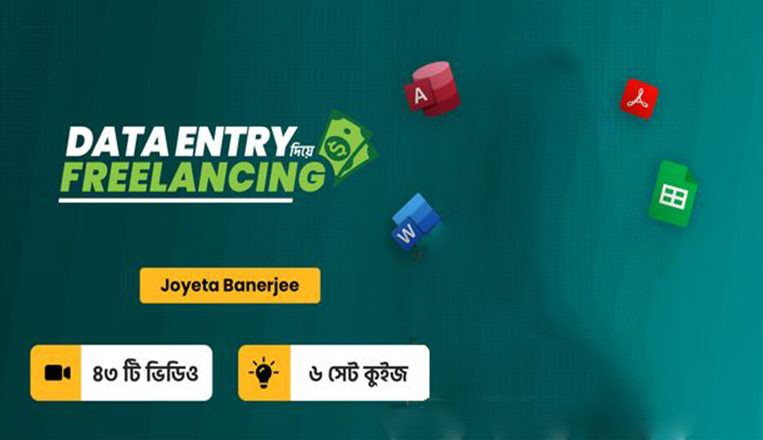 DATA ENTRY দিয়ে
FREELANCING
Joyeta Banerjee
৪৩ টি ভিডিও
৬ সেট কুইজ
A
W